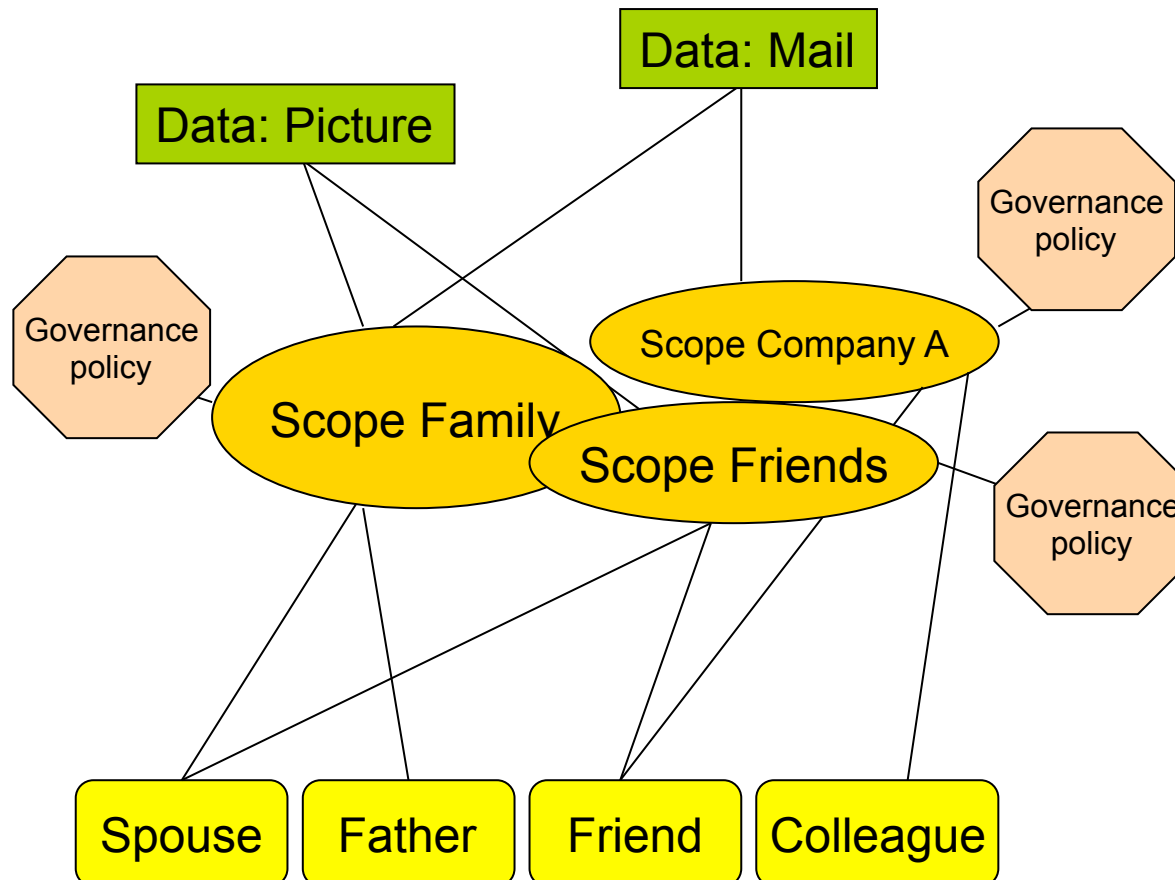 Data: Mail
Data: Picture
Governance
policy
Governance
policy
Scope Company A
Scope Family
Scope Friends
Governance
policy
Spouse
Father
Friend
Colleague